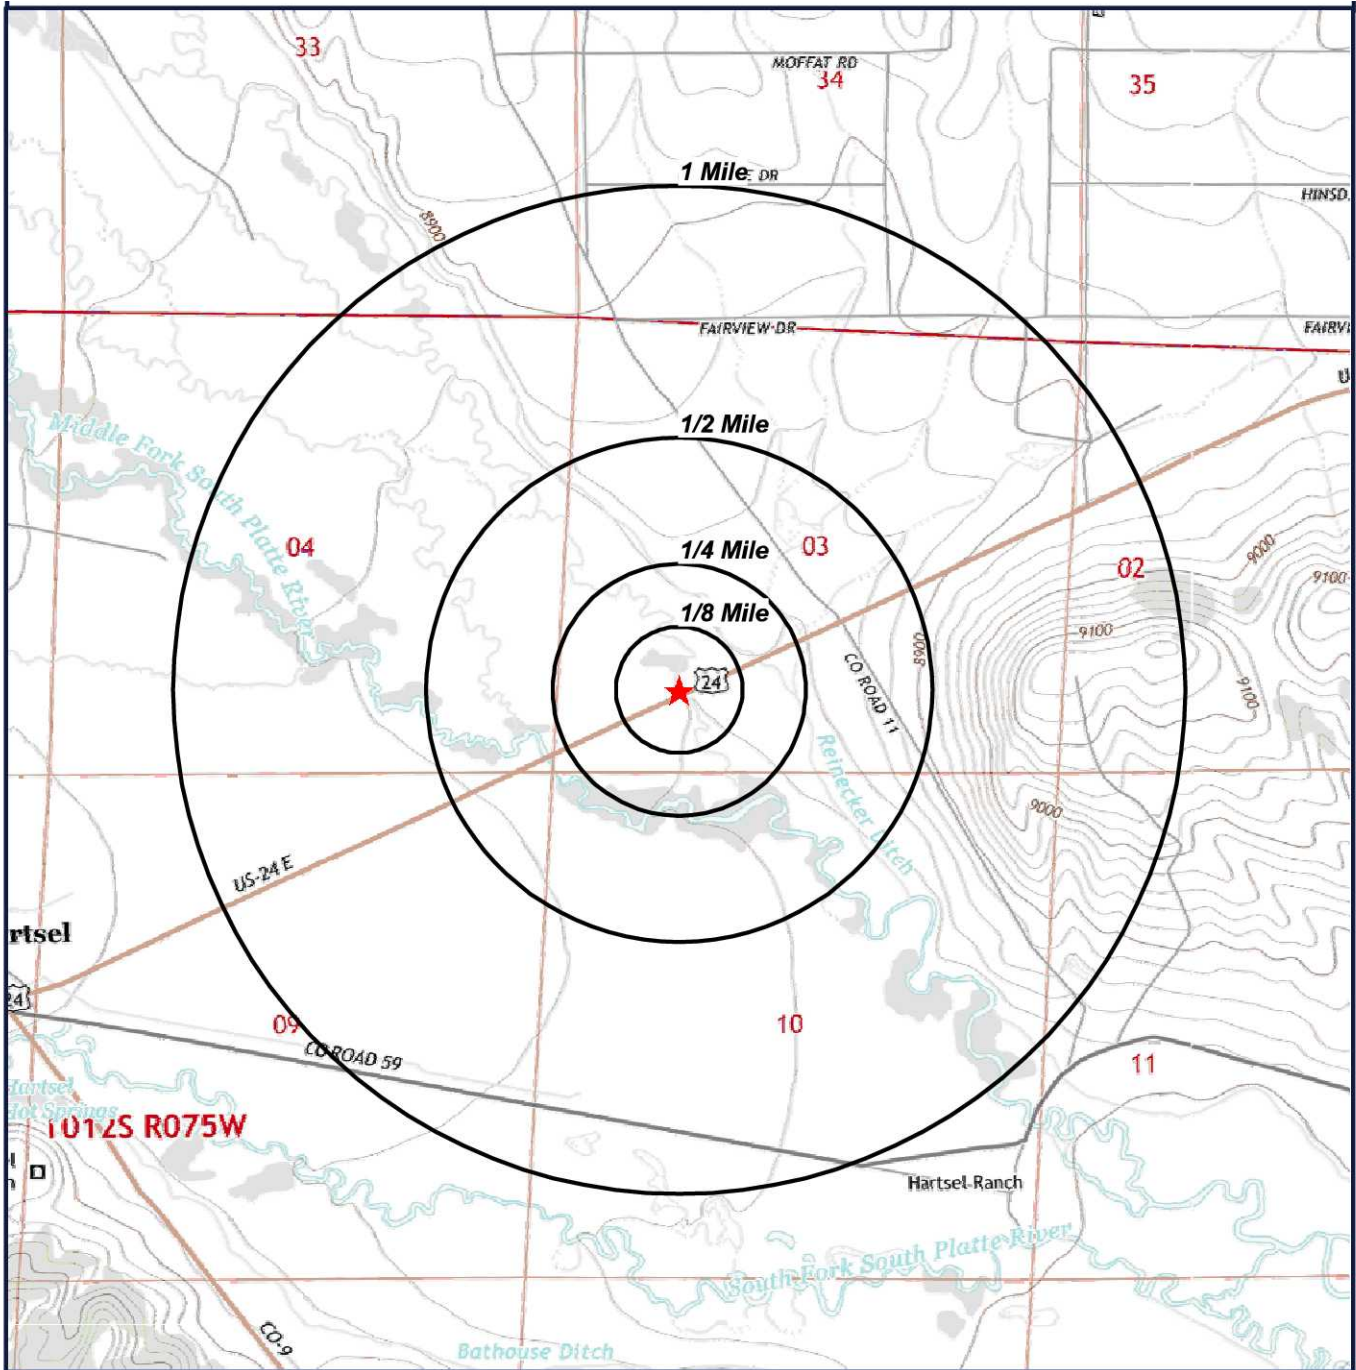 33
MOFFAT RD
34
35
1 Mile
DR
HINSD
8900
FAIRVIEW DR
FAIRVI
U
1/2 Mile
Middle Fork South Platte River
04
1/4 Mile
03
9000
02
9100
1/8 Mile
9100
8900
24
CO ROAD 11
9100
Reinecker Ditch
9000
US-24 E
rtsel
24
09
10
CO ROAD 59
11
Hartsel
Hot Springs
T012S R075W
Hartsel Ranch
South Fork South Platte River
CO-9
Bathouse Ditch